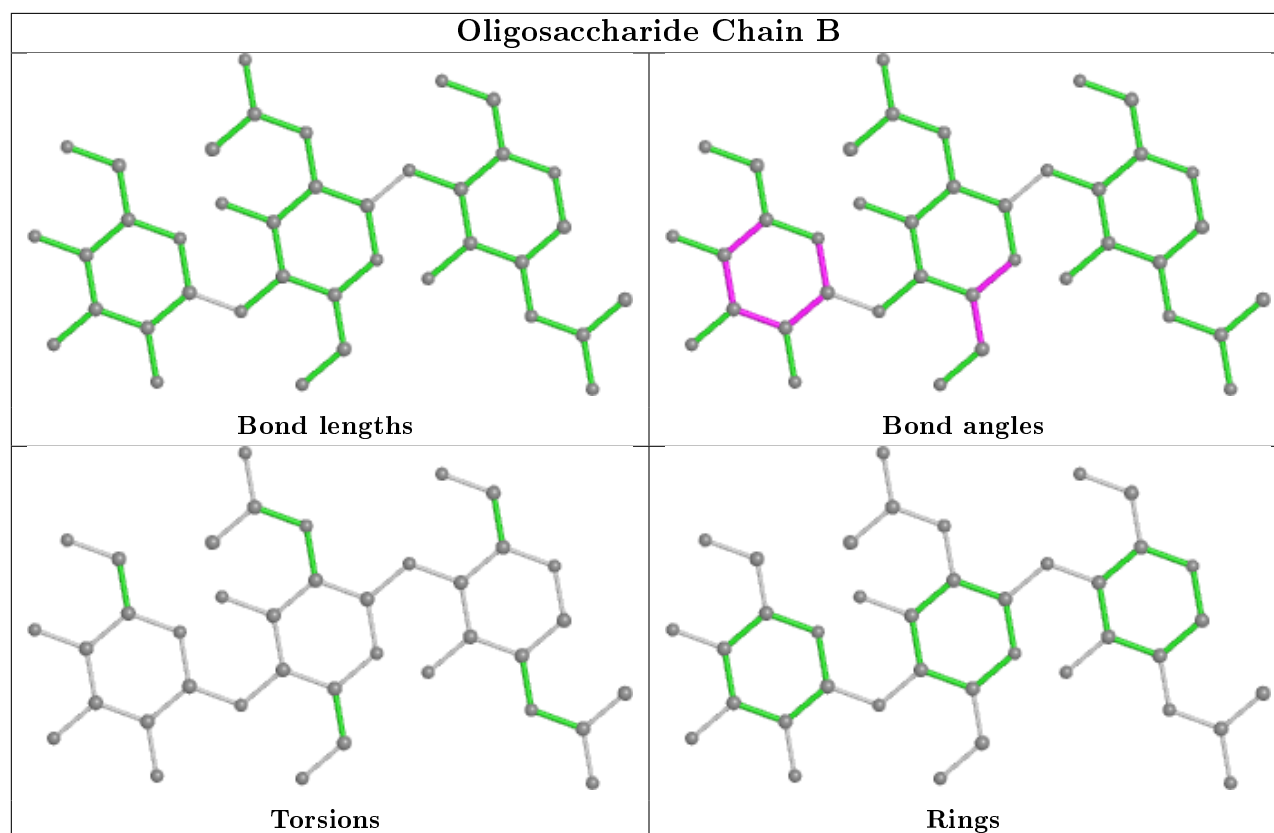 Oligosaccharide Chain B
Bond lengths
Bond angles
Torsions
Rings